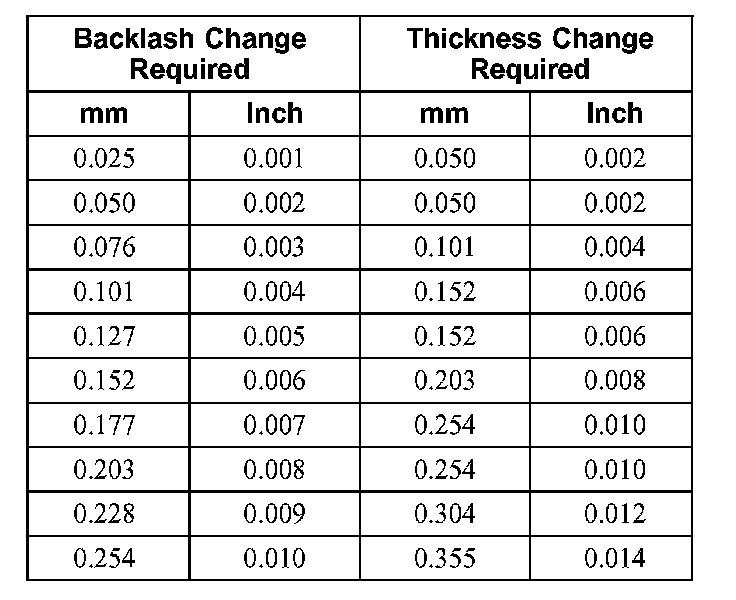 Backlash Change Required Thickness Change Required
mm Inch mm Inch
0.025 0.001 0.050 0.002
0.050 0.002 0.050 0.002
0.076 0.003 0.101 0.004
0.101 0.004 0.152 0.006
0.127 0.005 0.152 0.006
0.152 0.006 0.203 0.008
0.177 0.007 0.254 0.010
0.203 0.008 0.254 0.010
0.228 0.009 0.304 0.012
0.254 0.010 0.355 0.014